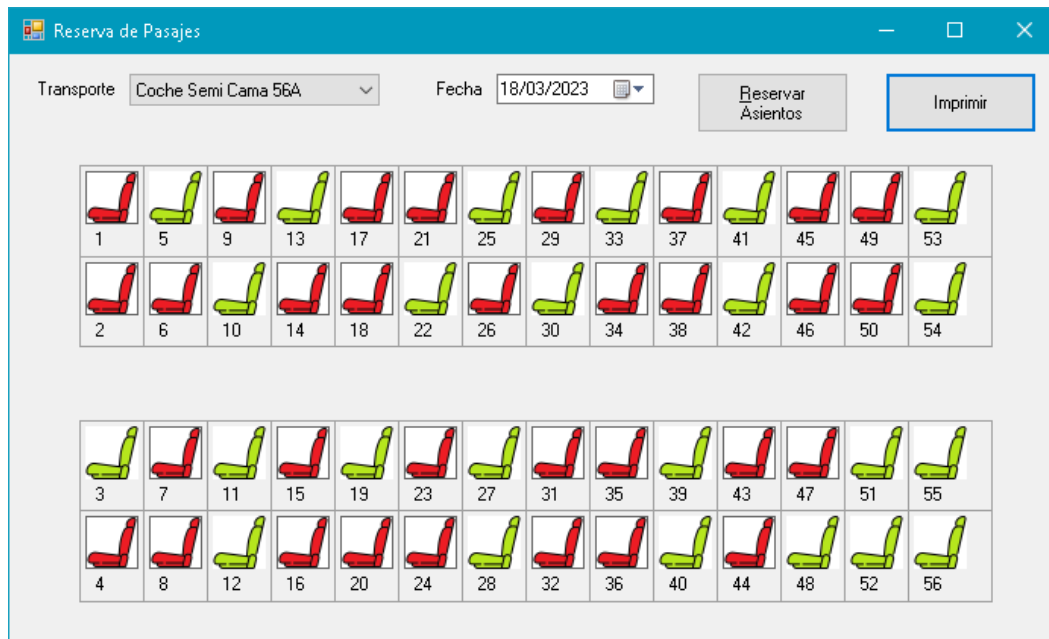 Reserva de Pasajes
Transporte Coche Semi Cama 56A Fecha 18/03/2023 Reservar Asientos Imprimir
1 5 9 13 17 21 25 29 33 37 41 45 49 53
2 6 10 14 18 22 26 30 34 38 42 46 50 54
3 7 11 15 19 23 27 31 35 39 43 47 51 55
4 8 12 16 20 24 28 32 36 40 44 48 52 56